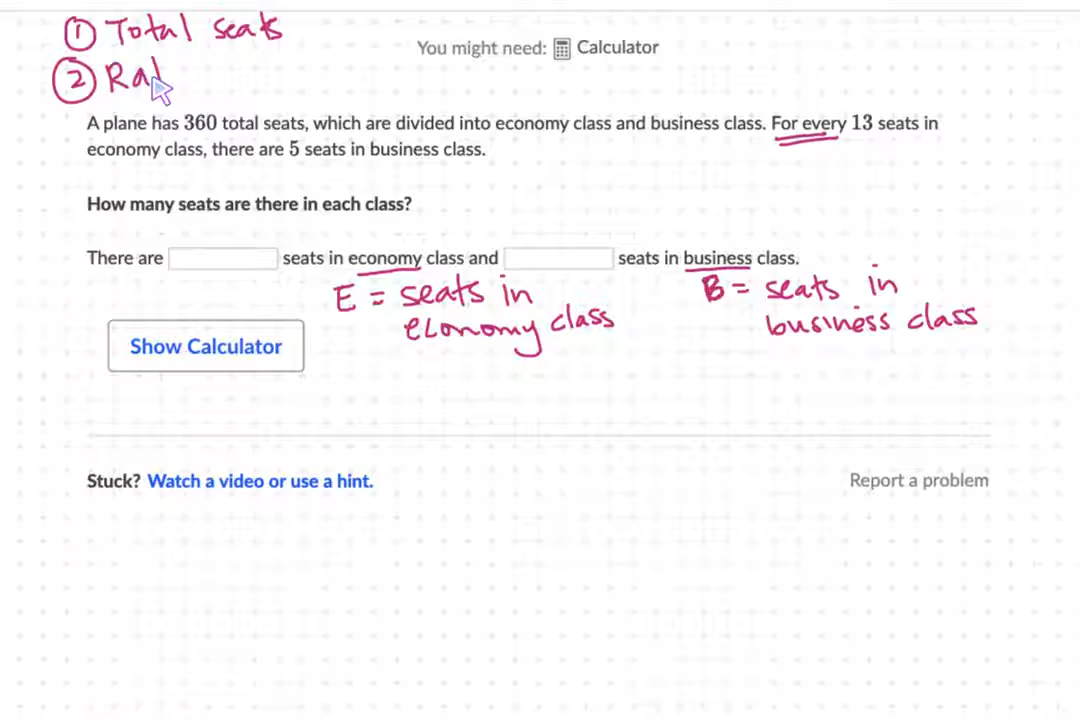 ① Total seats
You might need: Calculator
② Rat
A plane has 360 total seats, which are divided into economy class and business class. For every 13 seats in
economy class, there are 5 seats in business class.
How many seats are there in each class?
There are seats in economy class and seats in business class.
E = seats in
economy class
B = seats in
business class
Show Calculator
Stuck? Watch a video or use a hint.
Report a problem